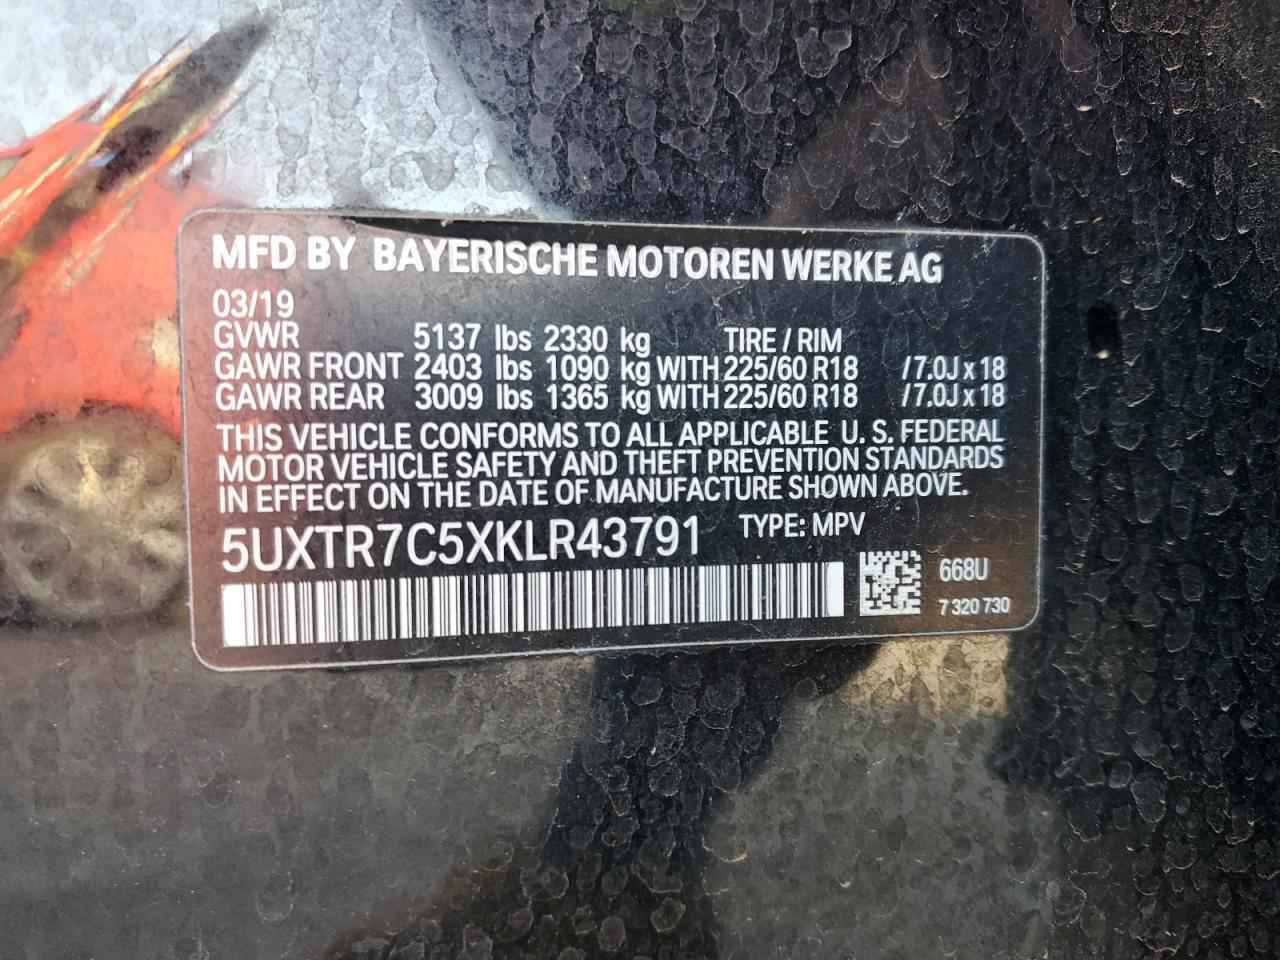 MFD BY BAYERISCHE MOTOREN WERKE AG
03/19
GVWR 5137 lbs 2330 kg TIRE / RIM
GAWR FRONT 2403 lbs 1090 kg WITH 225/60 R18 /7.0J x 18
GAWR REAR 3009 lbs 1365 kg WITH 225/60 R18 /7.0J x 18
THIS VEHICLE CONFORMS TO ALL APPLICABLE U. S. FEDERAL
MOTOR VEHICLE SAFETY AND THEFT PREVENTION STANDARDS
IN EFFECT ON THE DATE OF MANUFACTURE SHOWN ABOVE.
5UXTR7C5XKLR43791 TYPE: MPV
668U
7 320 730